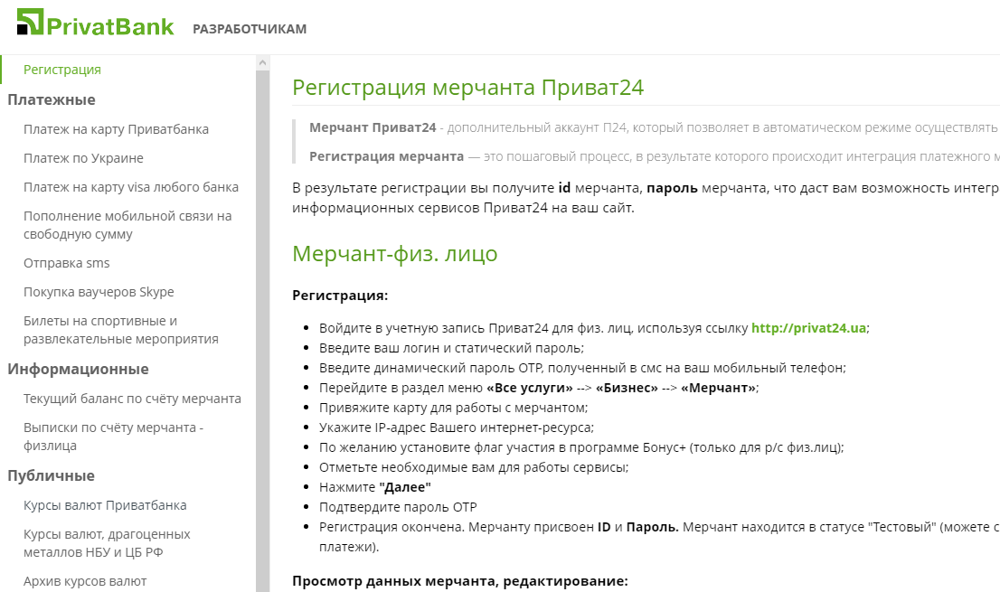 PrivatBank РАЗРАБОТЧИКАМ
Регистрация
Платежные
Платеж на карту Приватбанка
Платеж по Украине
Платеж на карту visa любого банка
Пополнение мобильной связи на
свободную сумму
Отправка sms
Покупка ваучеров Skype
Билеты на спортивные и
развлекательные мероприятия
Информационные
Текущий баланс по счёту мерчанта
Выписки по счёту мерчанта -
физлица
Публичные
Курсы валют Приватбанка
Курсы валют, драгоценных
металлов НБУ и ЦБ РФ
Архив курсов валют
Регистрация мерчанта Приват24
Мерчант Приват24 - дополнительный аккаунт П24, который позволяет в автоматическом режиме осуществлять
Регистрация мерчанта — это пошаговый процесс, в результате которого происходит интеграция платежного
В результате регистрации вы получите id мерчанта, пароль мерчанта, что даст вам возможность
информационных сервисов Приват24 на ваш сайт.
Мерчант-физ. лицо
Регистрация:
Войдите в учетную запись Приват24 для физ. лиц, используя ссылку http://privat24.ua;
Введите ваш логин и статический пароль;
Введите динамический пароль OTP, полученный в смс на ваш мобильный телефон;
Перейдите в раздел меню «Все услуги» --> «Бизнес» --> «Мерчант»;
Привяжите карту для работы с мерчантом;
Укажите IP-адрес Вашего интернет-ресурса;
По желанию установите флаг участия в программе Бонус+ (только для р/с физ.лиц);
Отметьте необходимые вам для работы сервисы;
Нажмите "Далее"
Подтвердите пароль OTP
Регистрация окончена. Мерчанту присвоен ID и Пароль. Мерчант находится в статусе "Тестовый" (можете
платежи).
Просмотр данных мерчанта, редактирование: